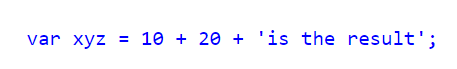 var xyz = 10 + 20 + 'is the result';